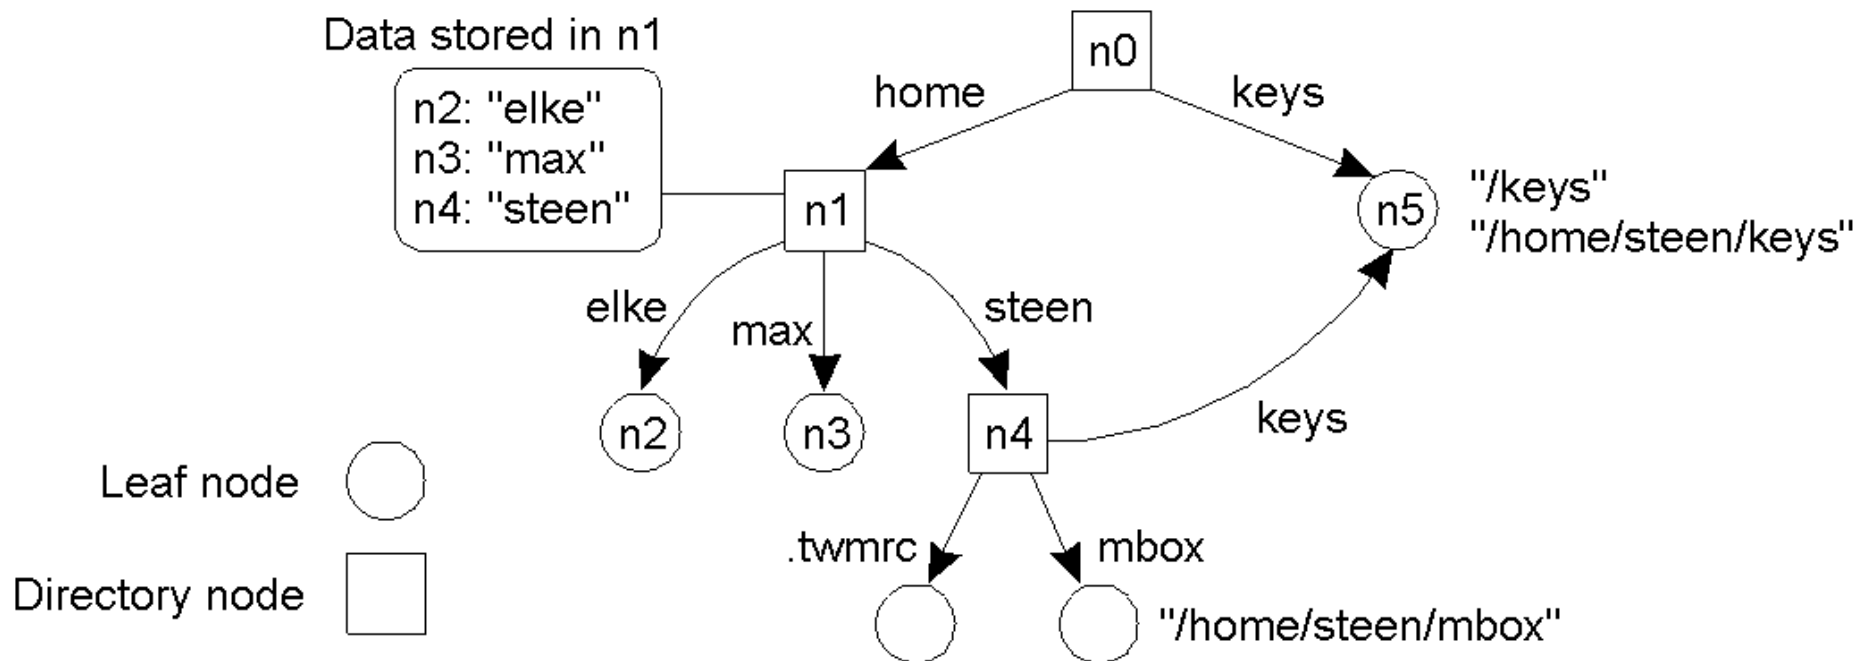 Data stored in n1
n2: "elke"
n3: "max"
n4: "steen"
n0
home
keys
n1
n5
"/keys"
"/home/steen/keys"
elke
max
steen
keys
n2
n3
n4
.twmrc
mbox
"/home/steen/mbox"
Leaf node
Directory node